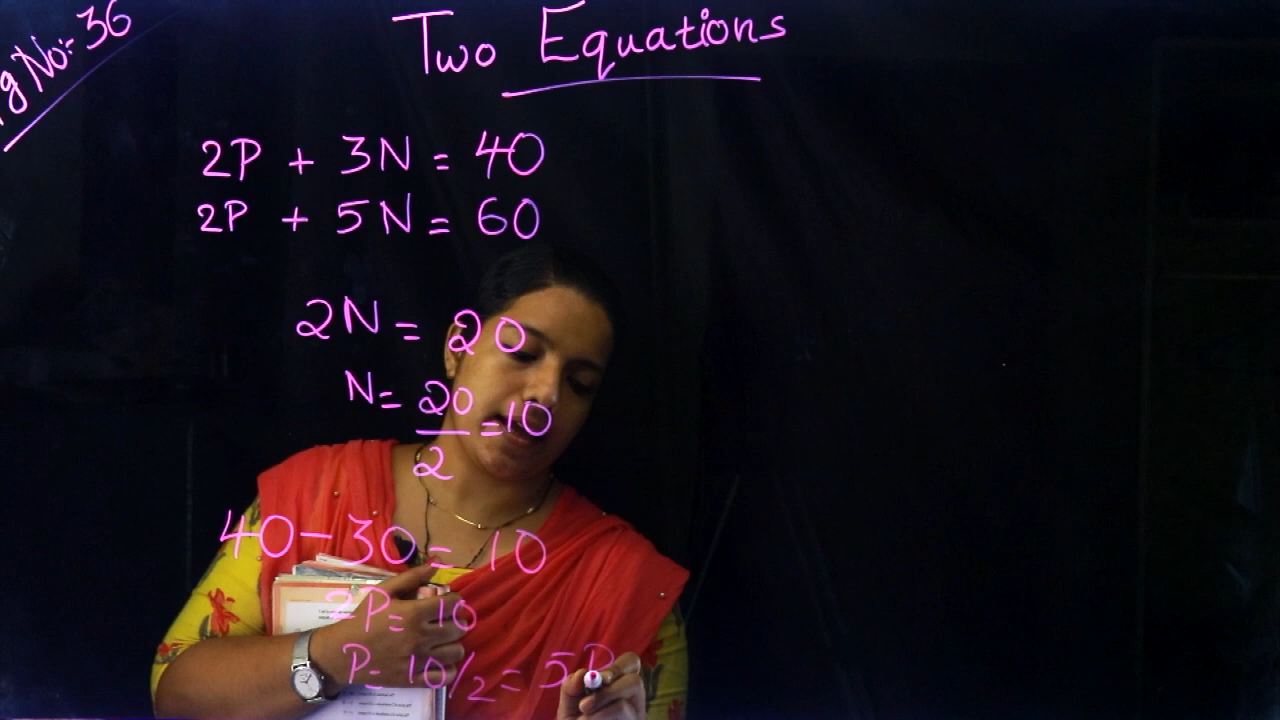 g No:- 36
Two Equations
2P + 3N = 40
2P + 5N = 60
2N = 20
N = 20/2 = 10
40 - 30 = 10
2P = 10
P = 10/2 = 5P